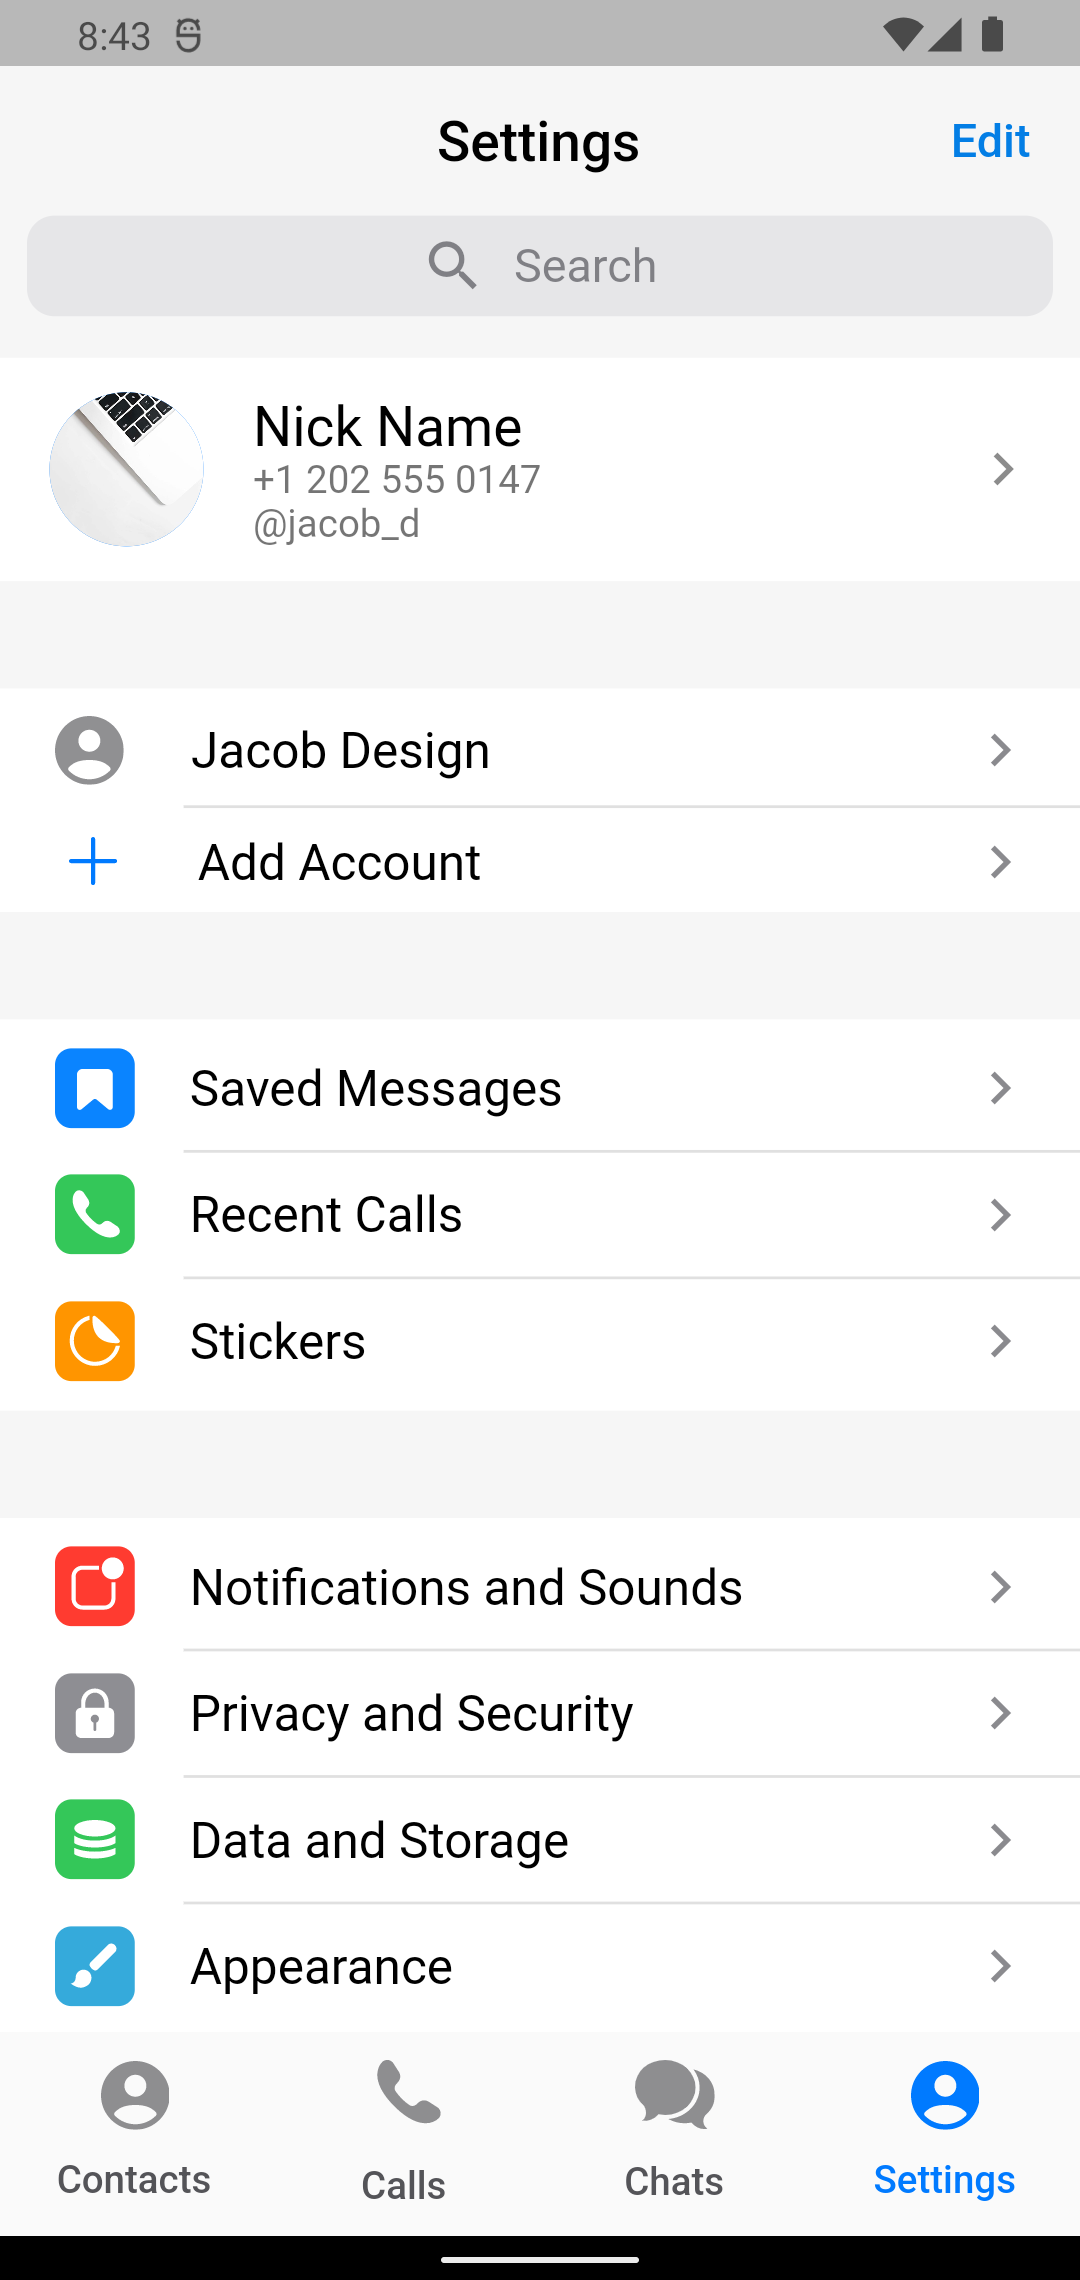 8:43
Settings
Edit
Search
Nick Name
+1 202 555 0147
@jacob_d
Jacob Design
Add Account
Saved Messages
Recent Calls
Stickers
Notifications and Sounds
Privacy and Security
Data and Storage
Appearance
Contacts
Calls
Chats
Settings